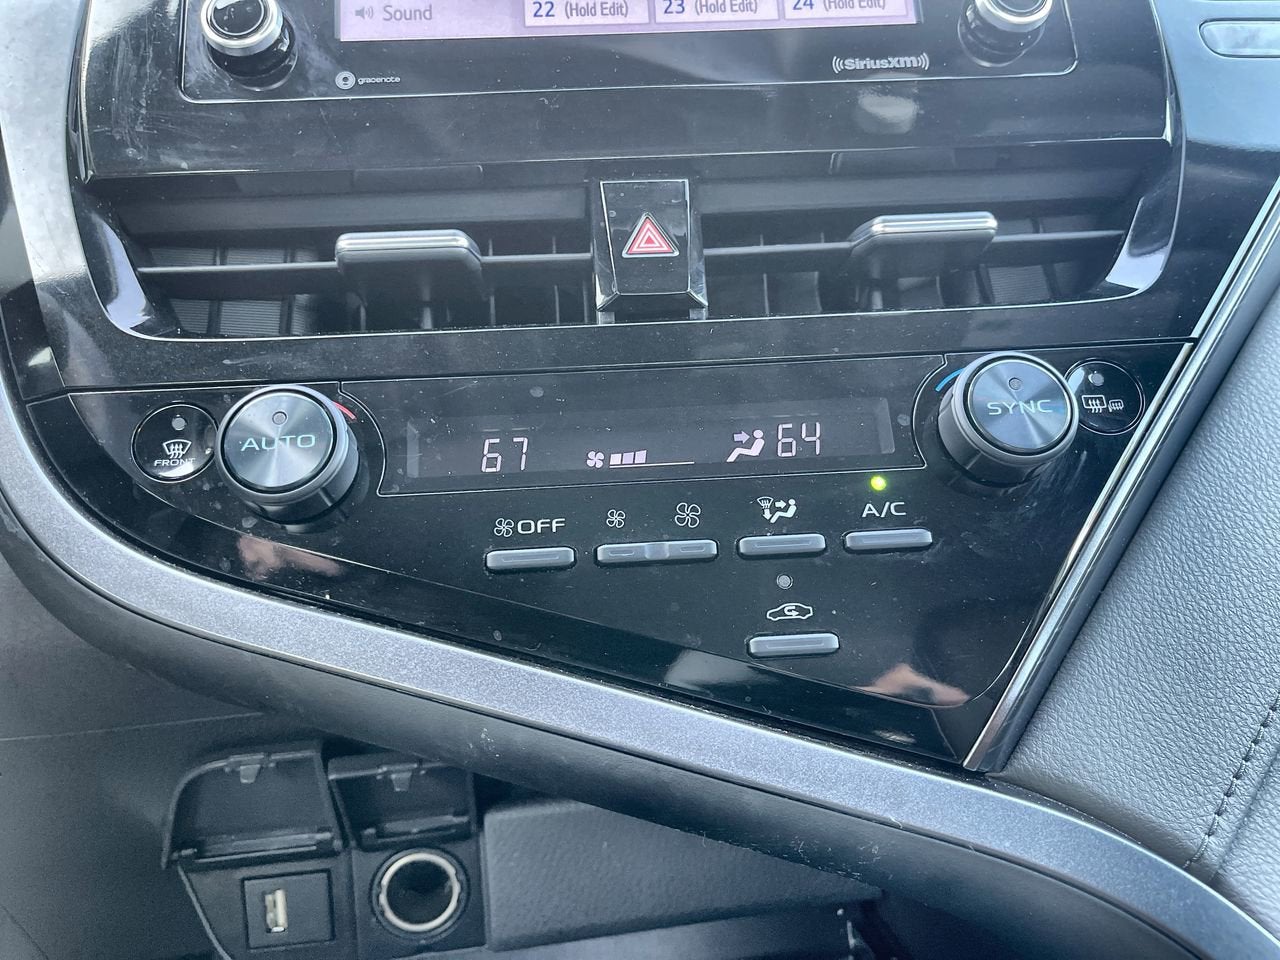 Sound
22 (Hold Edit)
23 (Hold Edit)
24 (Hold Edit)
gracenote
SiriusXM
FRONT
AUTO
67
64
SYNC
OFF
A/C